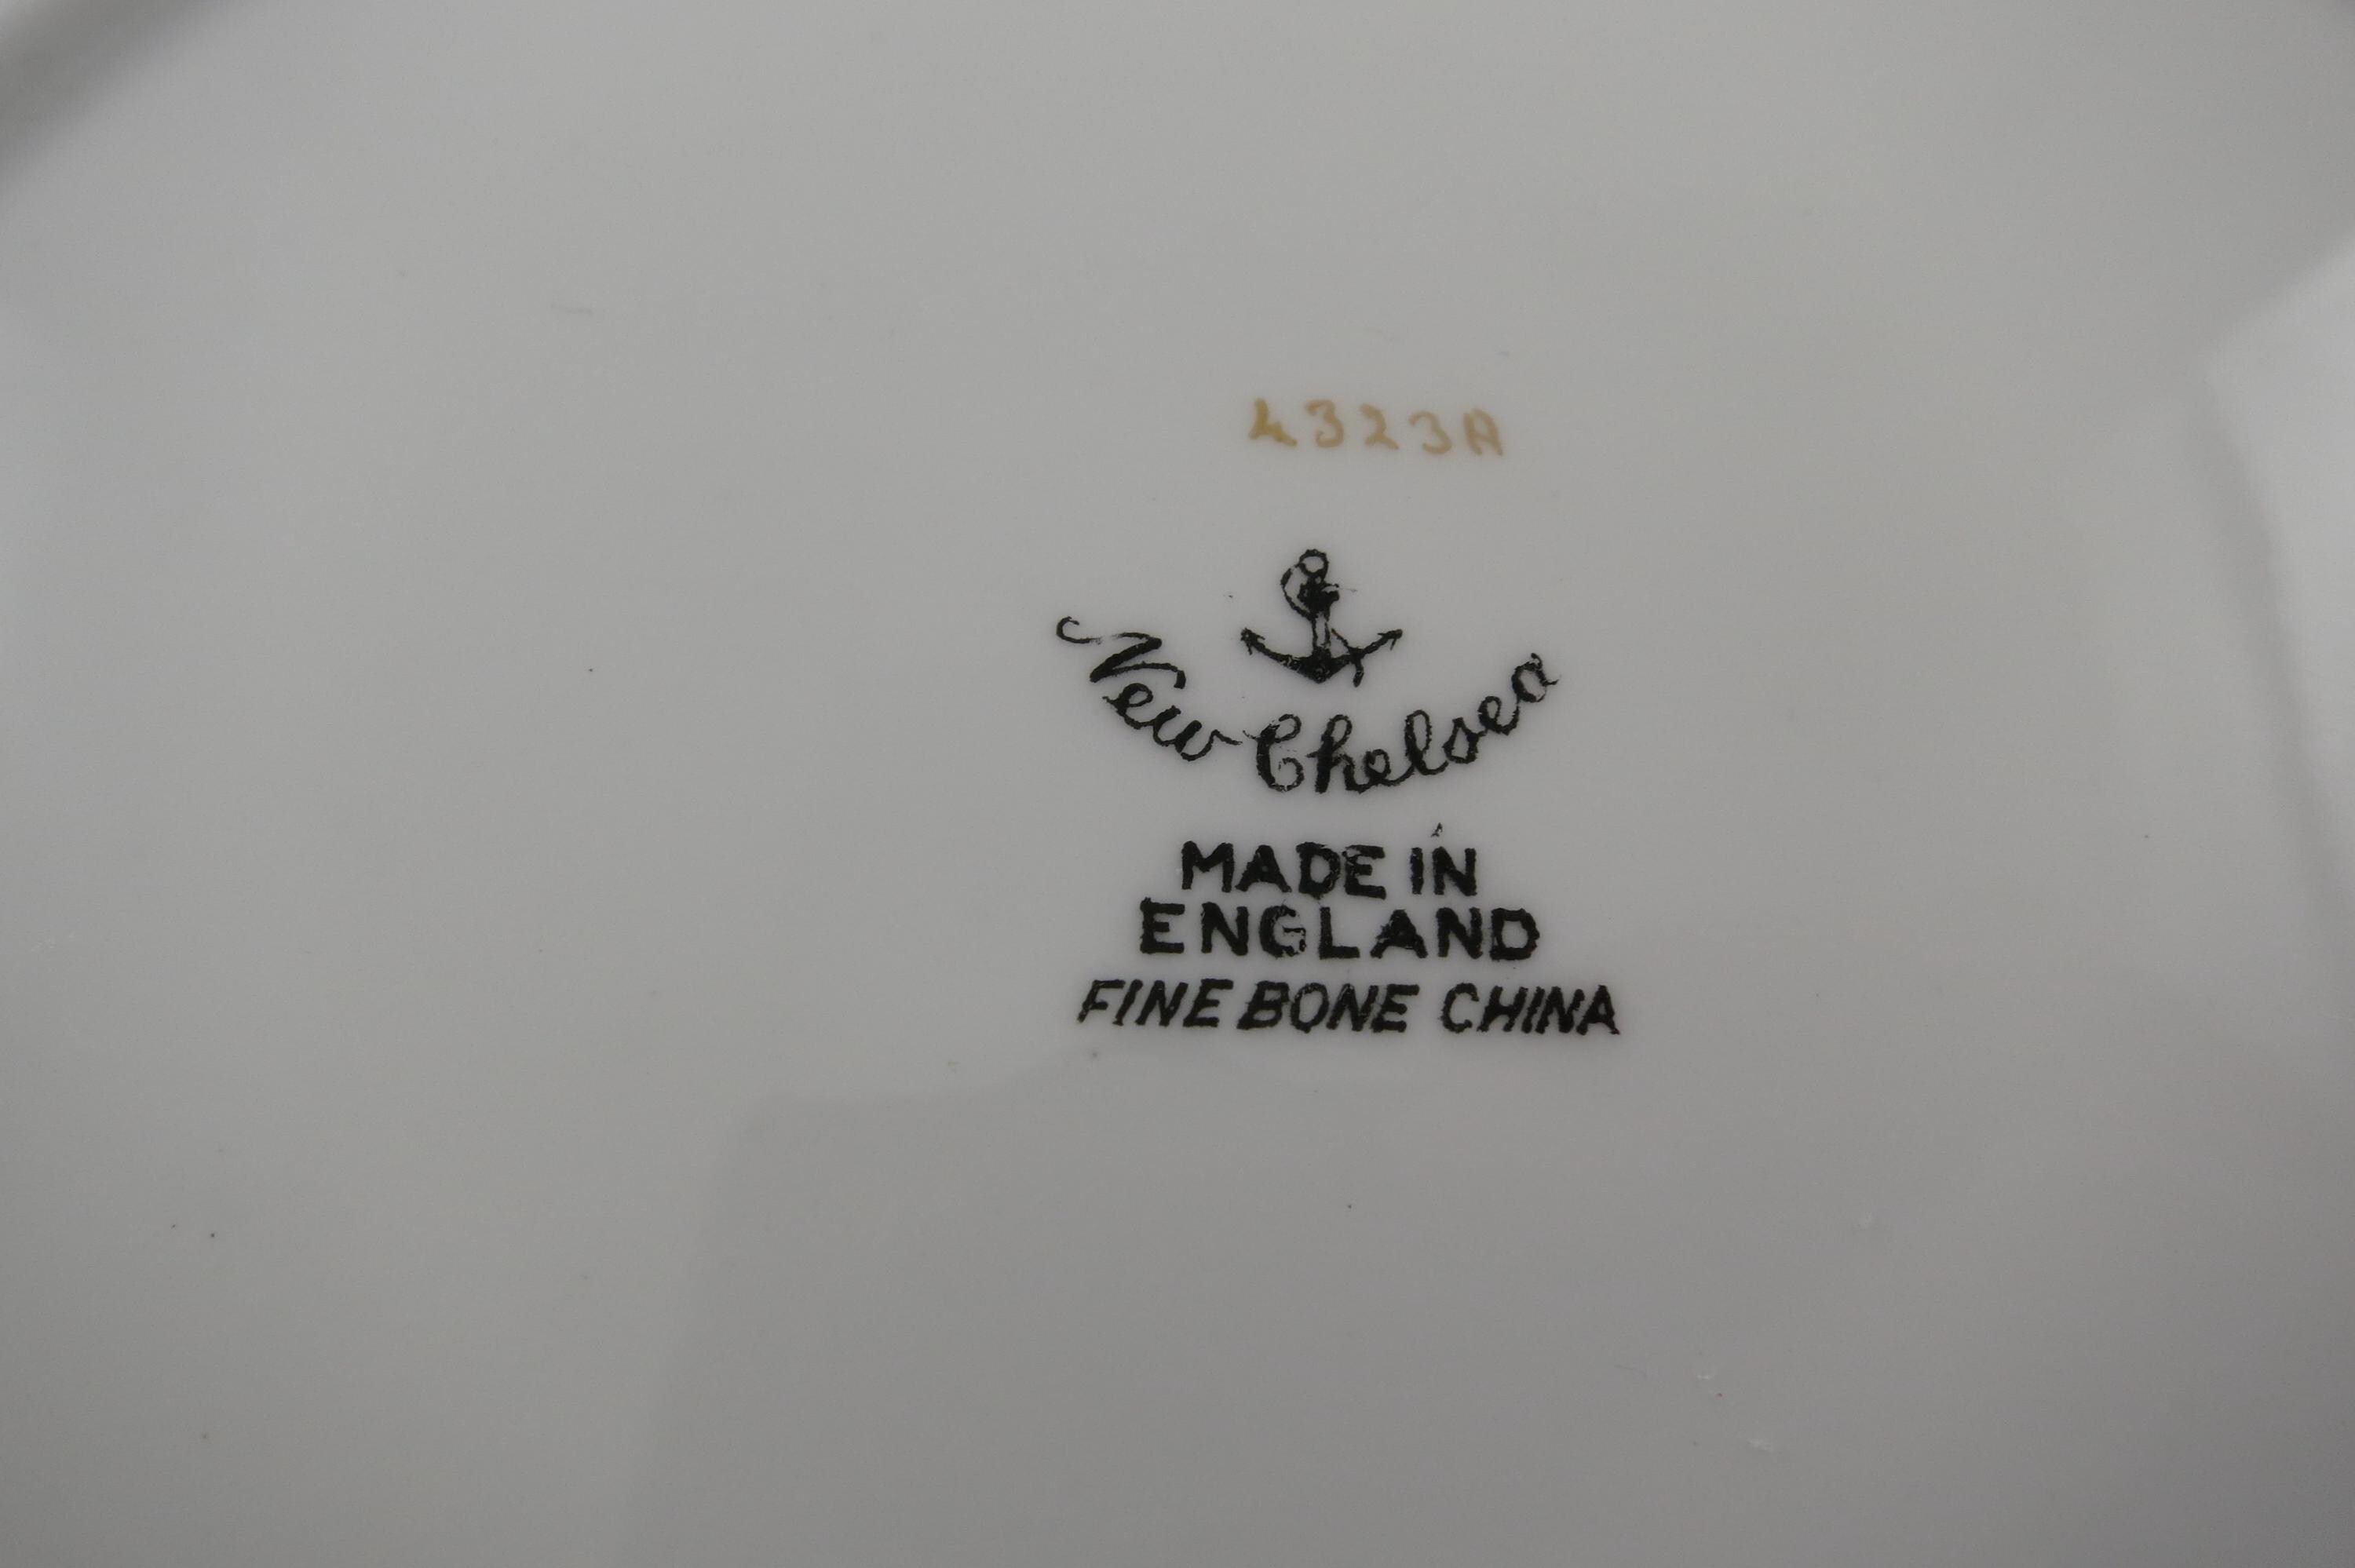 4323A
New Chelsea
MADE IN
ENGLAND
FINE BONE CHINA